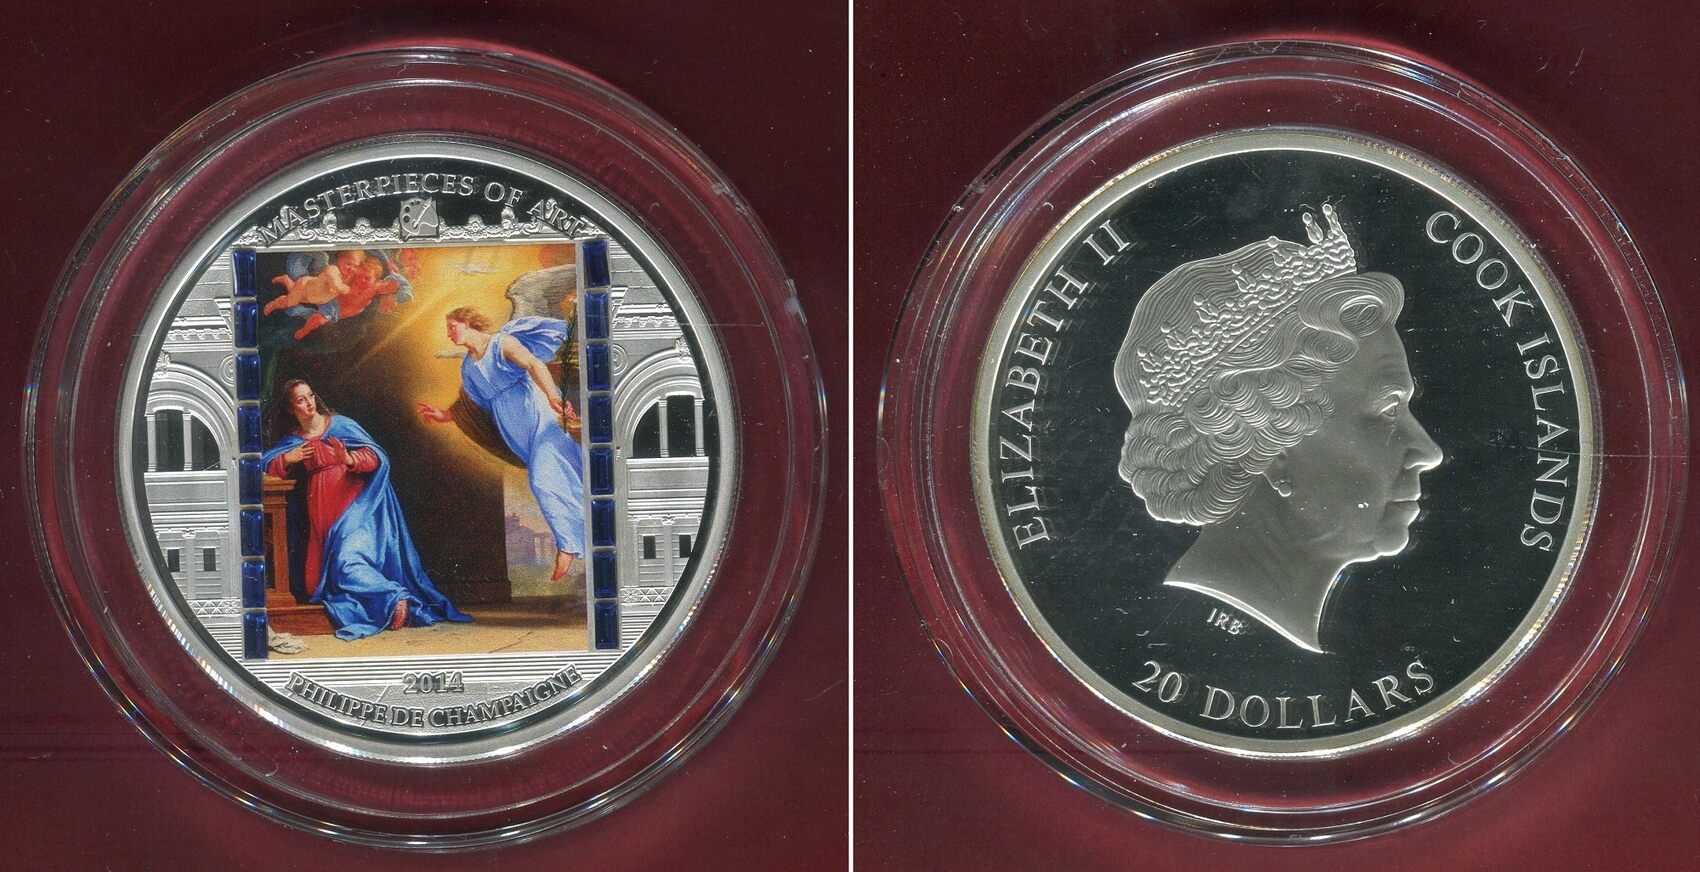 MASTERPIECES OF ART
2014
PHILIPPE DE CHAMPAIGNE
ELIZABETH II
COOK ISLANDS
IRB
20 DOLLARS